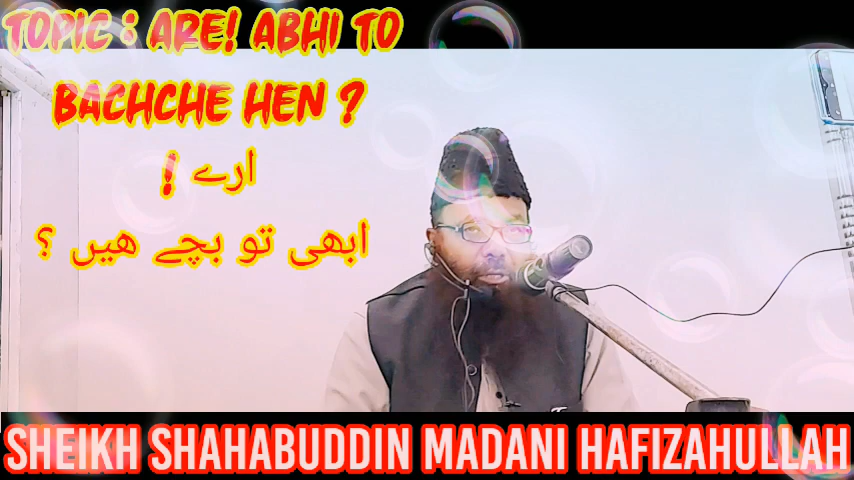 TOPIC : ARE! ABHI TO
BACHCHE HEN ?
ارے !
ابھی تو بچے ھیں ؟
SHEIKH SHAHABUDDIN MADANI HAFIZAHULLAH